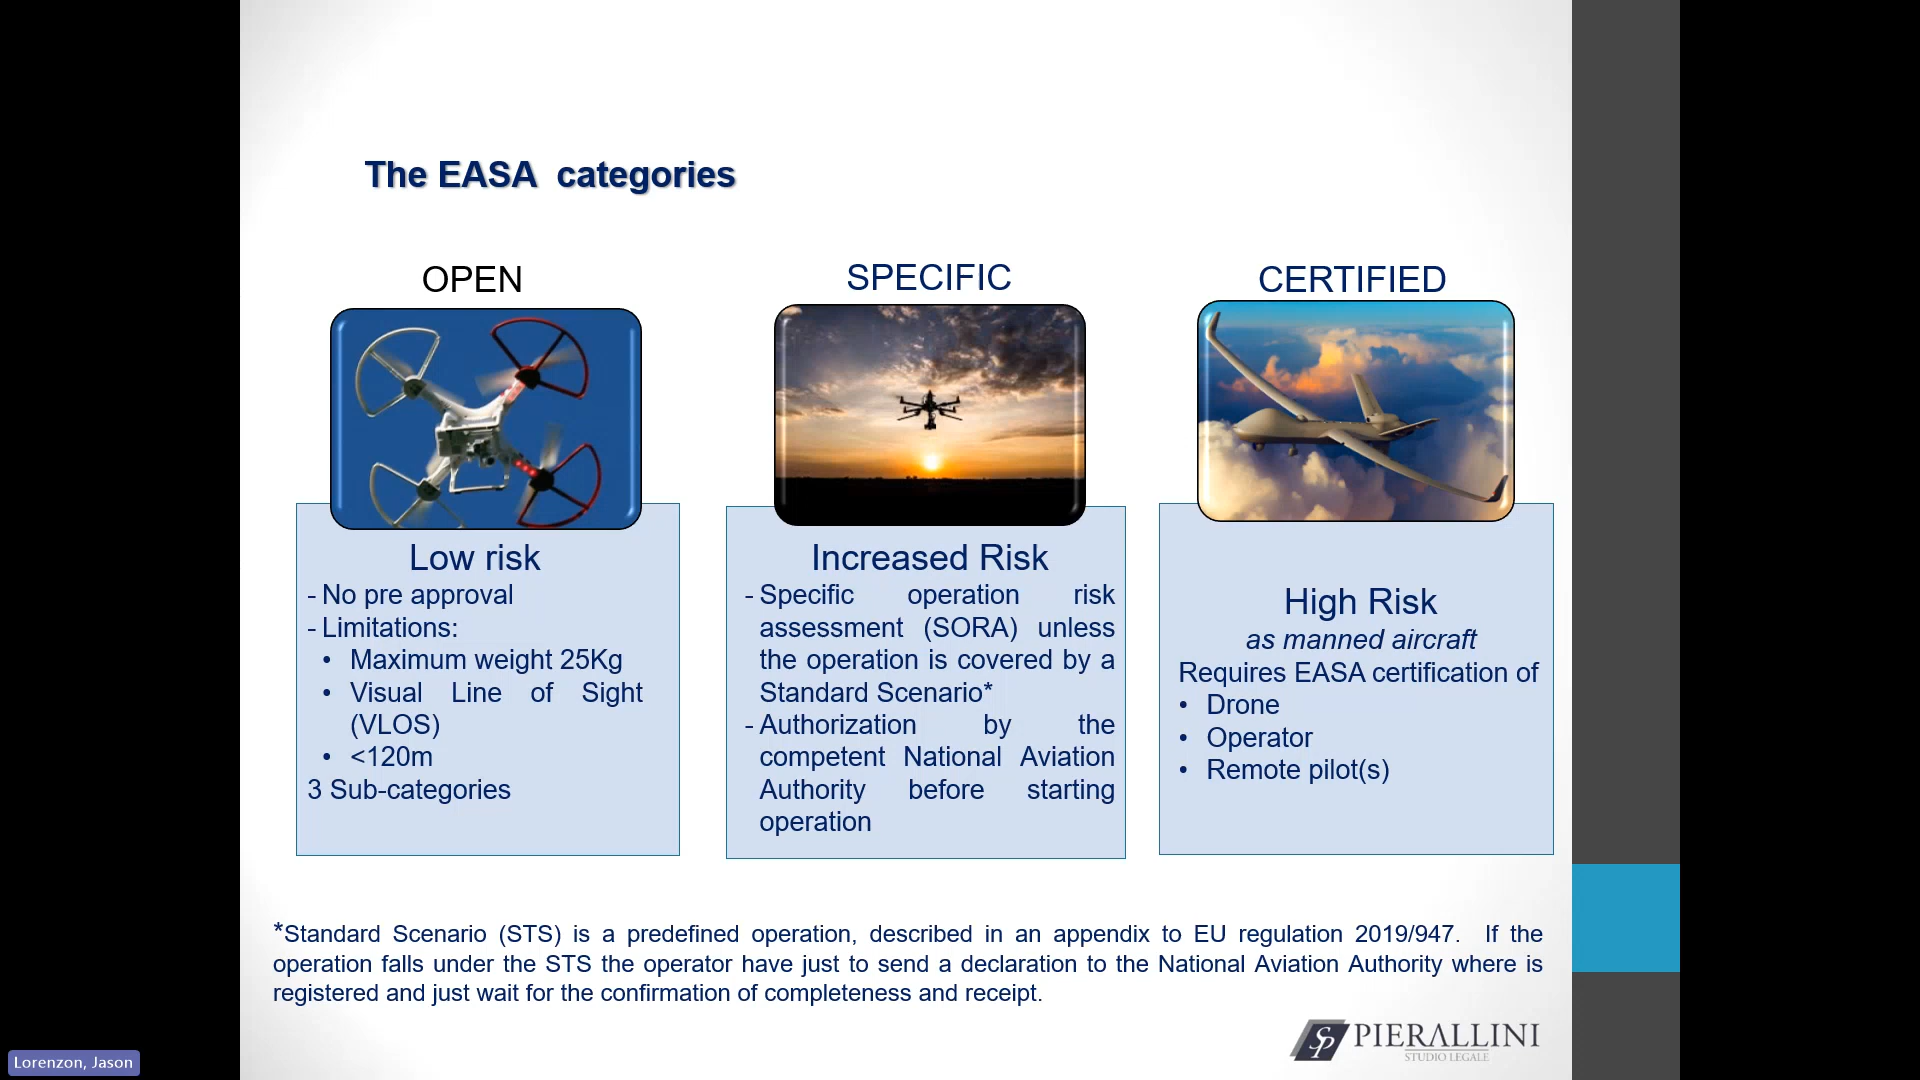 The EASA  categories
OPEN
Low risk
- No pre approval
- Limitations:
• Maximum weight 25Kg
• Visual Line of Sight
(VLOS)
• <120m
3 Sub-categories
SPECIFIC
Increased Risk
- Specific operation risk
assessment (SORA) unless
the operation is covered by a
Standard Scenario*
- Authorization by the
competent National Aviation
Authority before starting
operation
CERTIFIED
High Risk
as manned aircraft
Requires EASA certification of
• Drone
• Operator
• Remote pilot(s)
*Standard Scenario (STS) is a predefined operation, described in an appendix to EU regulation 2019/947.  If the
operation falls under the STS the operator have just to send a declaration to the National Aviation Authority where is
registered and just wait for the confirmation of completeness and receipt.
SP PIERALLINI
STUDIO LEGALE
Lorenzon, Jason